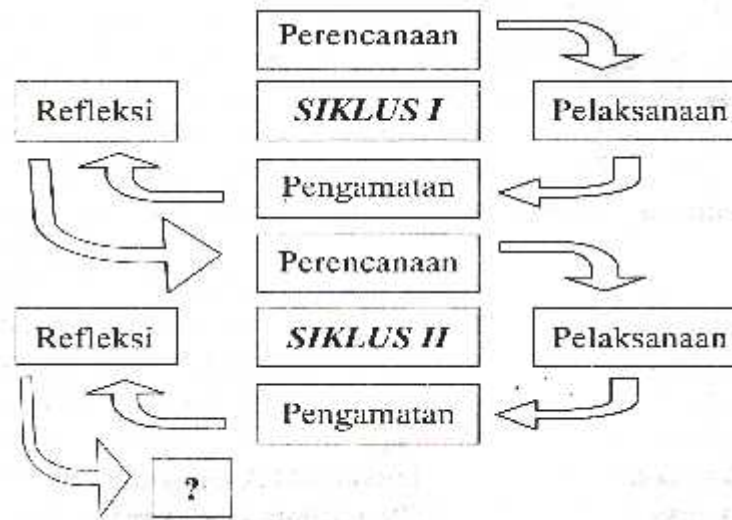 Perencanaan
Refleksi
SIKLUS I
Pelaksanaan
Pengamatan
Perencanaan
Refleksi
SIKLUS II
Pelaksanaan
Pengamatan
?